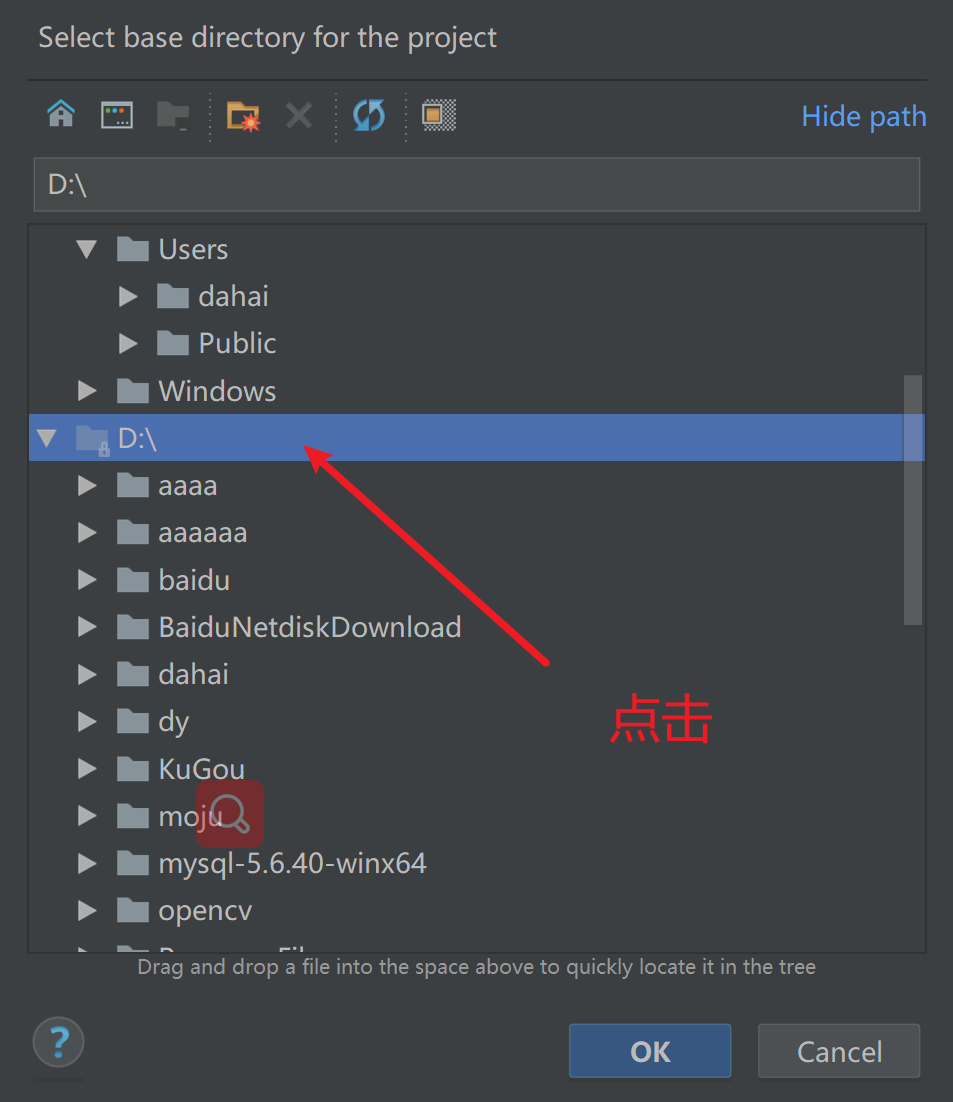 Select base directory for the project
Hide path
D:\
Users
dahai
Public
Windows
D:\
aaaa
aaaaaa
baidu
BaiduNetdiskDownload
dahai
dy
点击
KuGou
moju
mysql-5.6.40-winx64
opencv
Drag and drop a file into the space above to quickly locate it in the tree
?
OK
Cancel